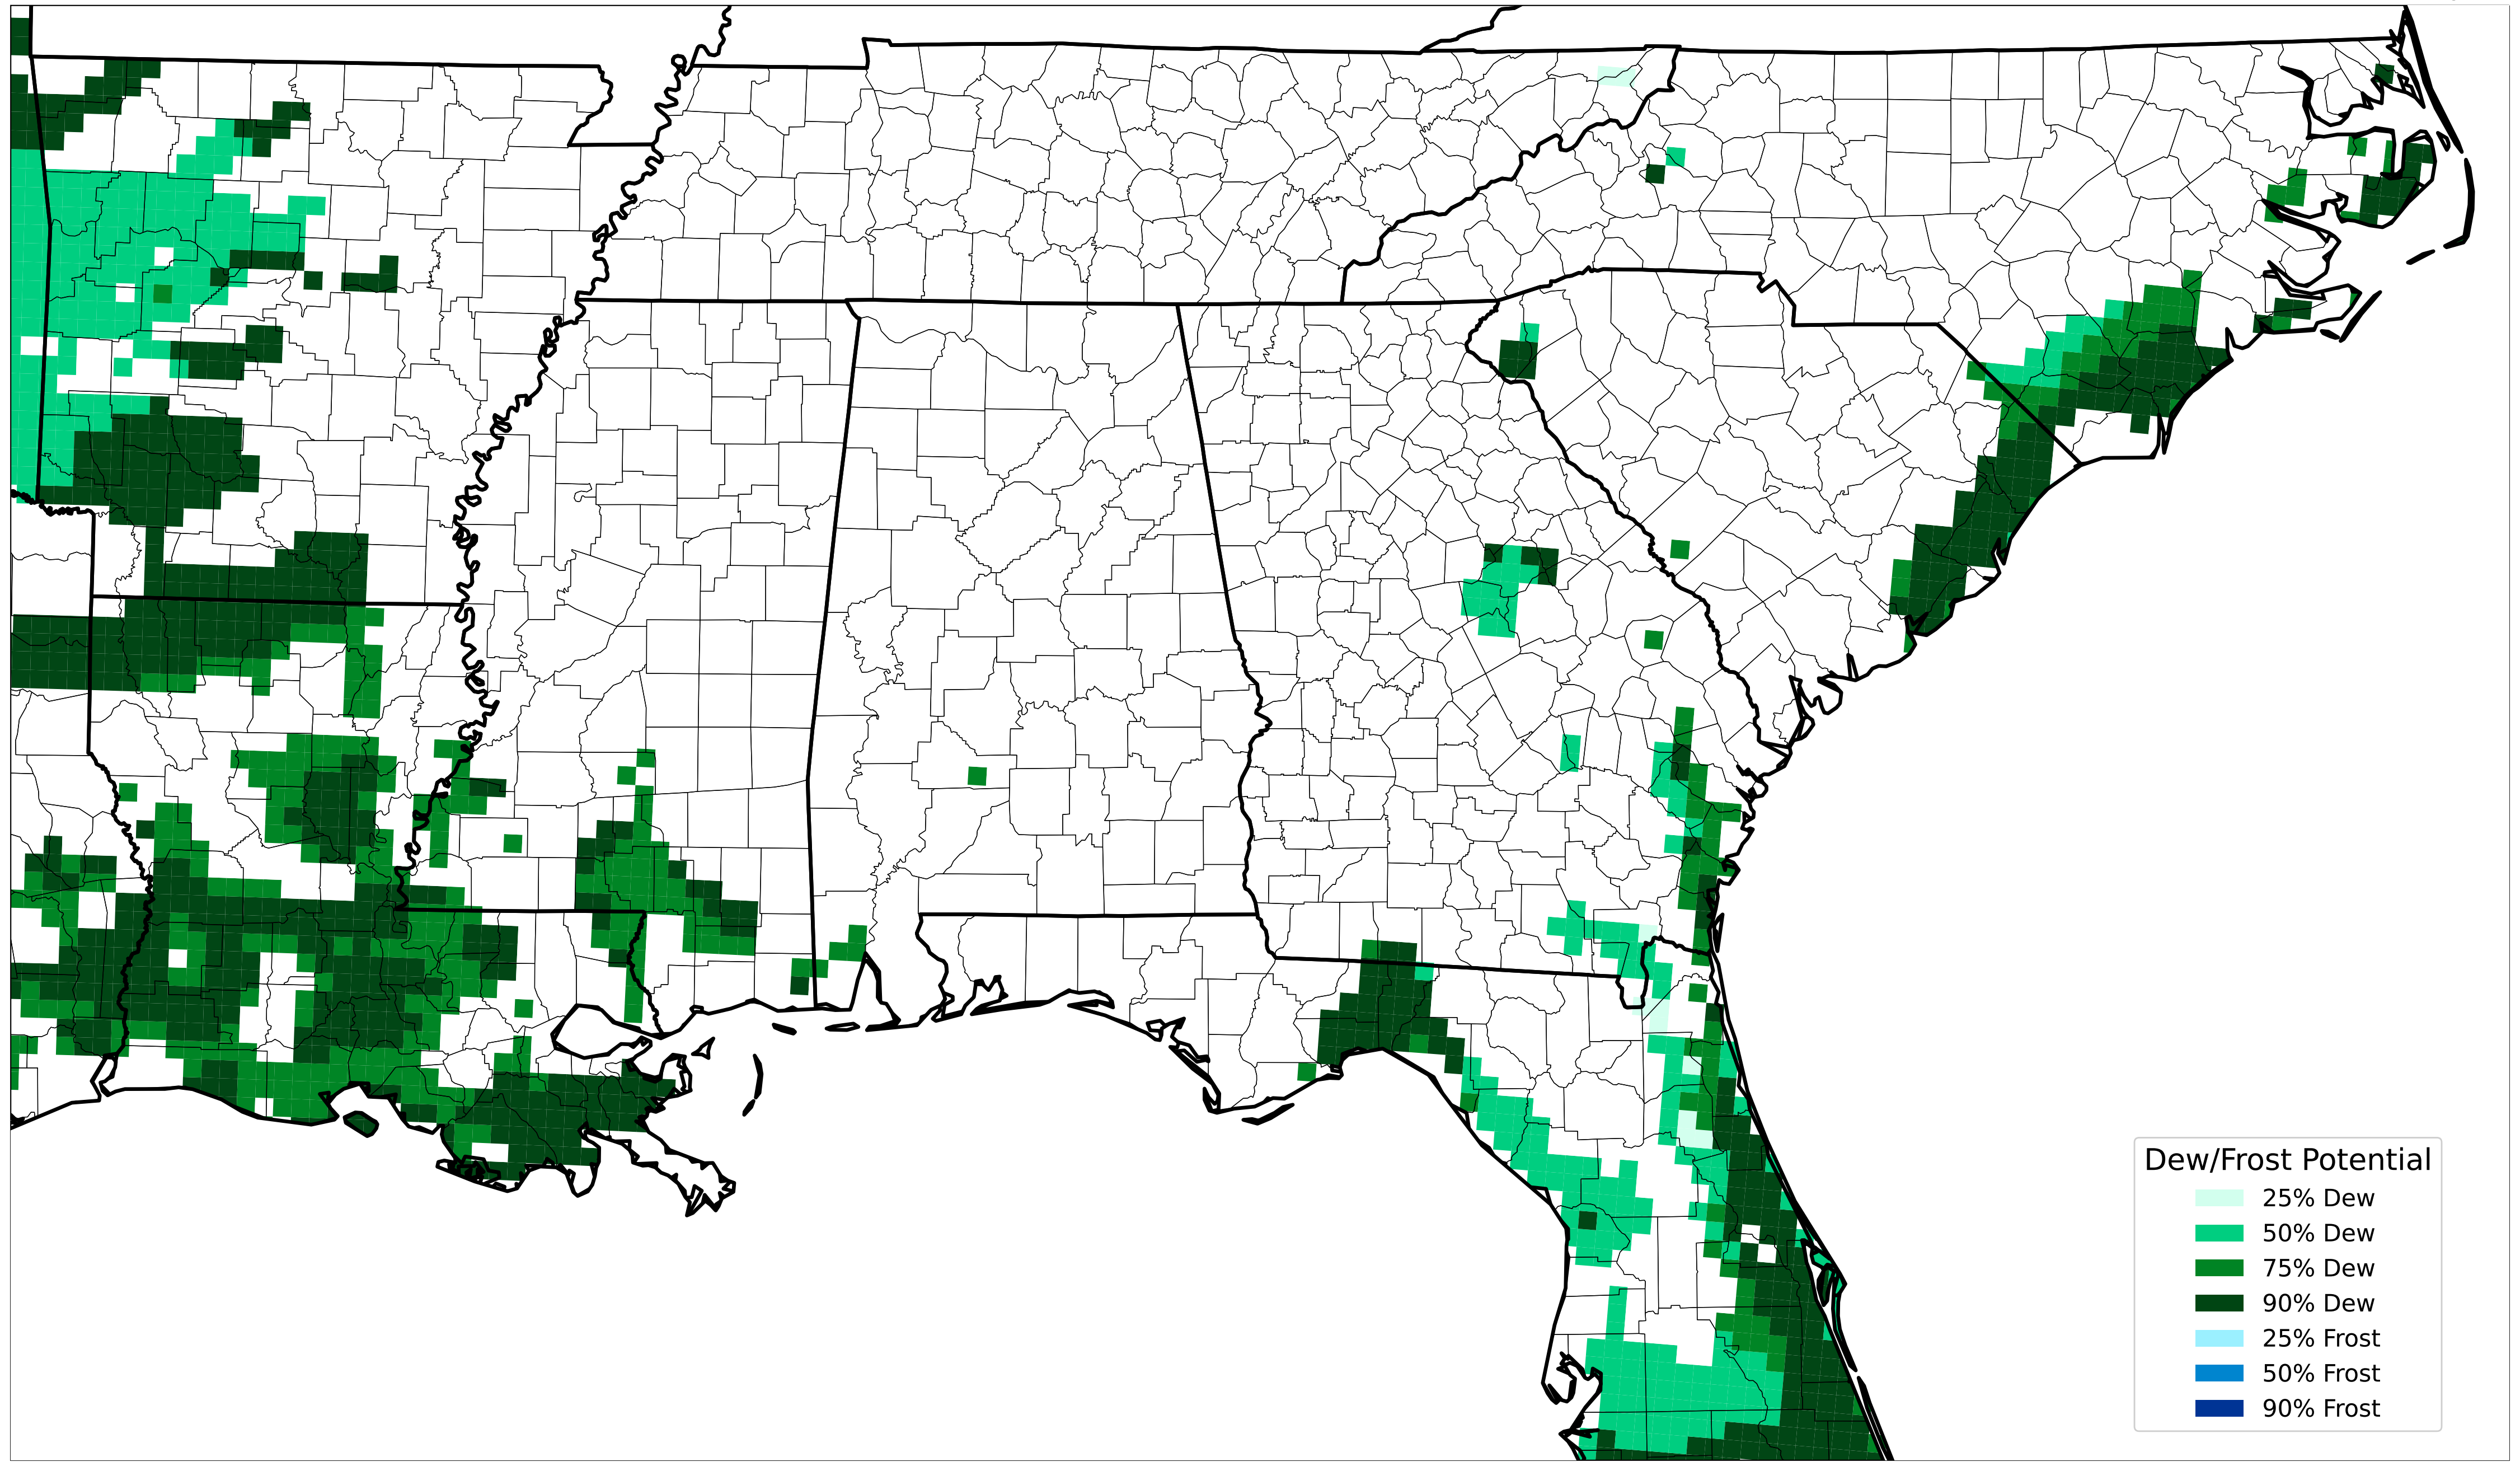 Dew/Frost Potential
25% Dew
50% Dew
75% Dew
90% Dew
25% Frost
50% Frost
90% Frost